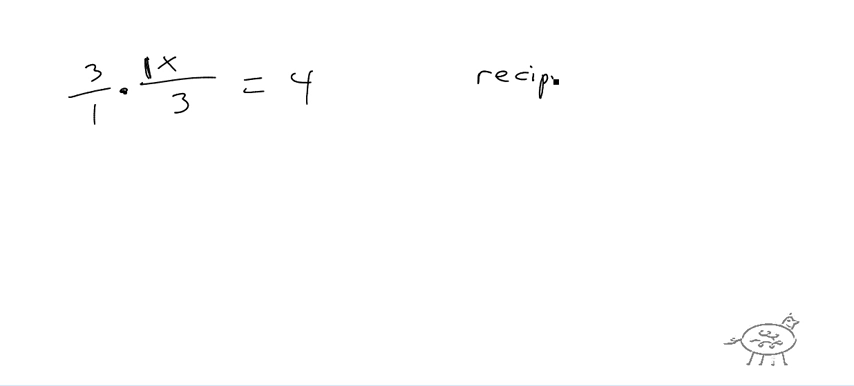 3/1 · 1x/3 = 4
recip